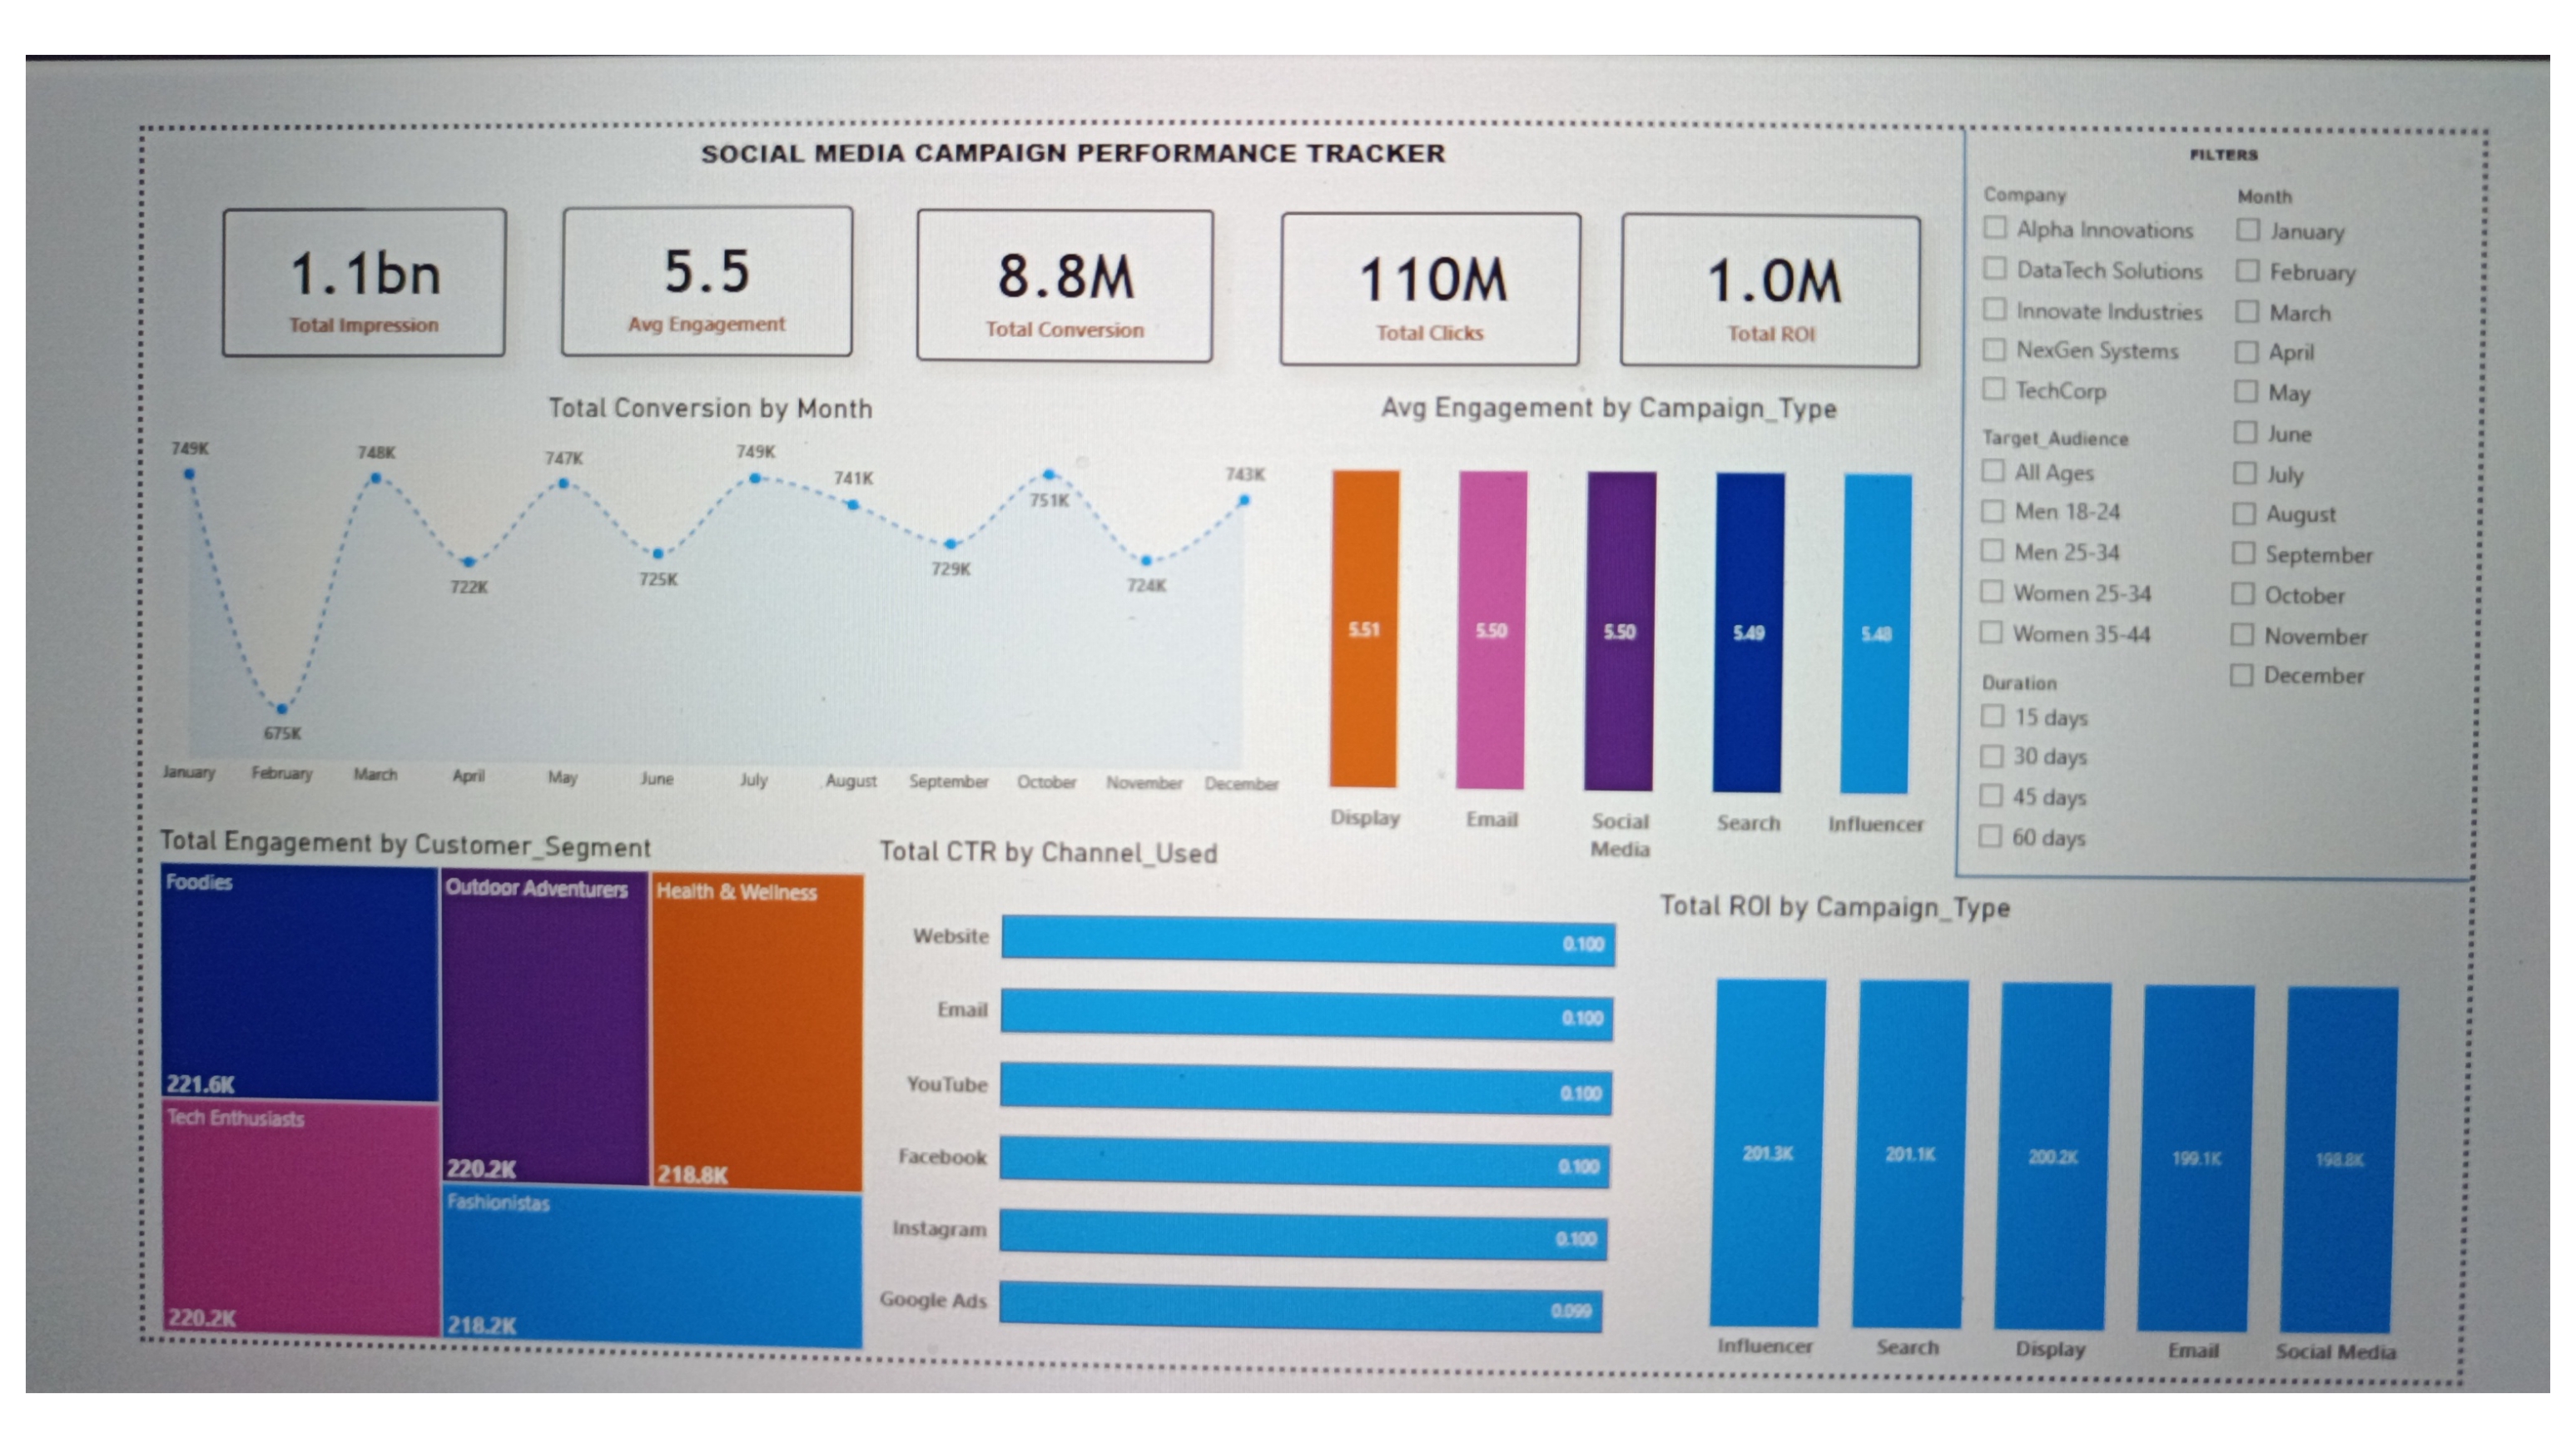 SOCIAL MEDIA CAMPAIGN PERFORMANCE TRACKER
1.1bn
Total Impression
5.5
Avg Engagement
8.8M
Total Conversion
110M
Total Clicks
1.0M
Total ROI
Total Conversion by Month
749K
675K
748K
722K
747K
725K
749K
741K
729K
751K
724K
743K
January February March April May June July August September October November December
Avg Engagement by Campaign_Type
5.51 5.50 5.50 5.49 5.48
Display Email Social Media Search Influencer
FILTERS
Company
Alpha Innovations
DataTech Solutions
Innovate Industries
NexGen Systems
TechCorp
Target_Audience
All Ages
Men 18-24
Men 25-34
Women 25-34
Women 35-44
Duration
15 days
30 days
45 days
60 days
Month
January
February
March
April
May
June
July
August
September
October
November
December
Total Engagement by Customer_Segment
Foodies
221.6K
Tech Enthusiasts
220.2K
Outdoor Adventurers
220.2K
Health & Wellness
218.8K
Fashionistas
218.2K
Total CTR by Channel_Used
Website 0.100
Email 0.100
YouTube 0.100
Facebook 0.100
Instagram 0.100
Google Ads 0.099
Total ROI by Campaign_Type
201.3K 201.1K 200.2K 199.1K 198.8K
Influencer Search Display Email Social Media